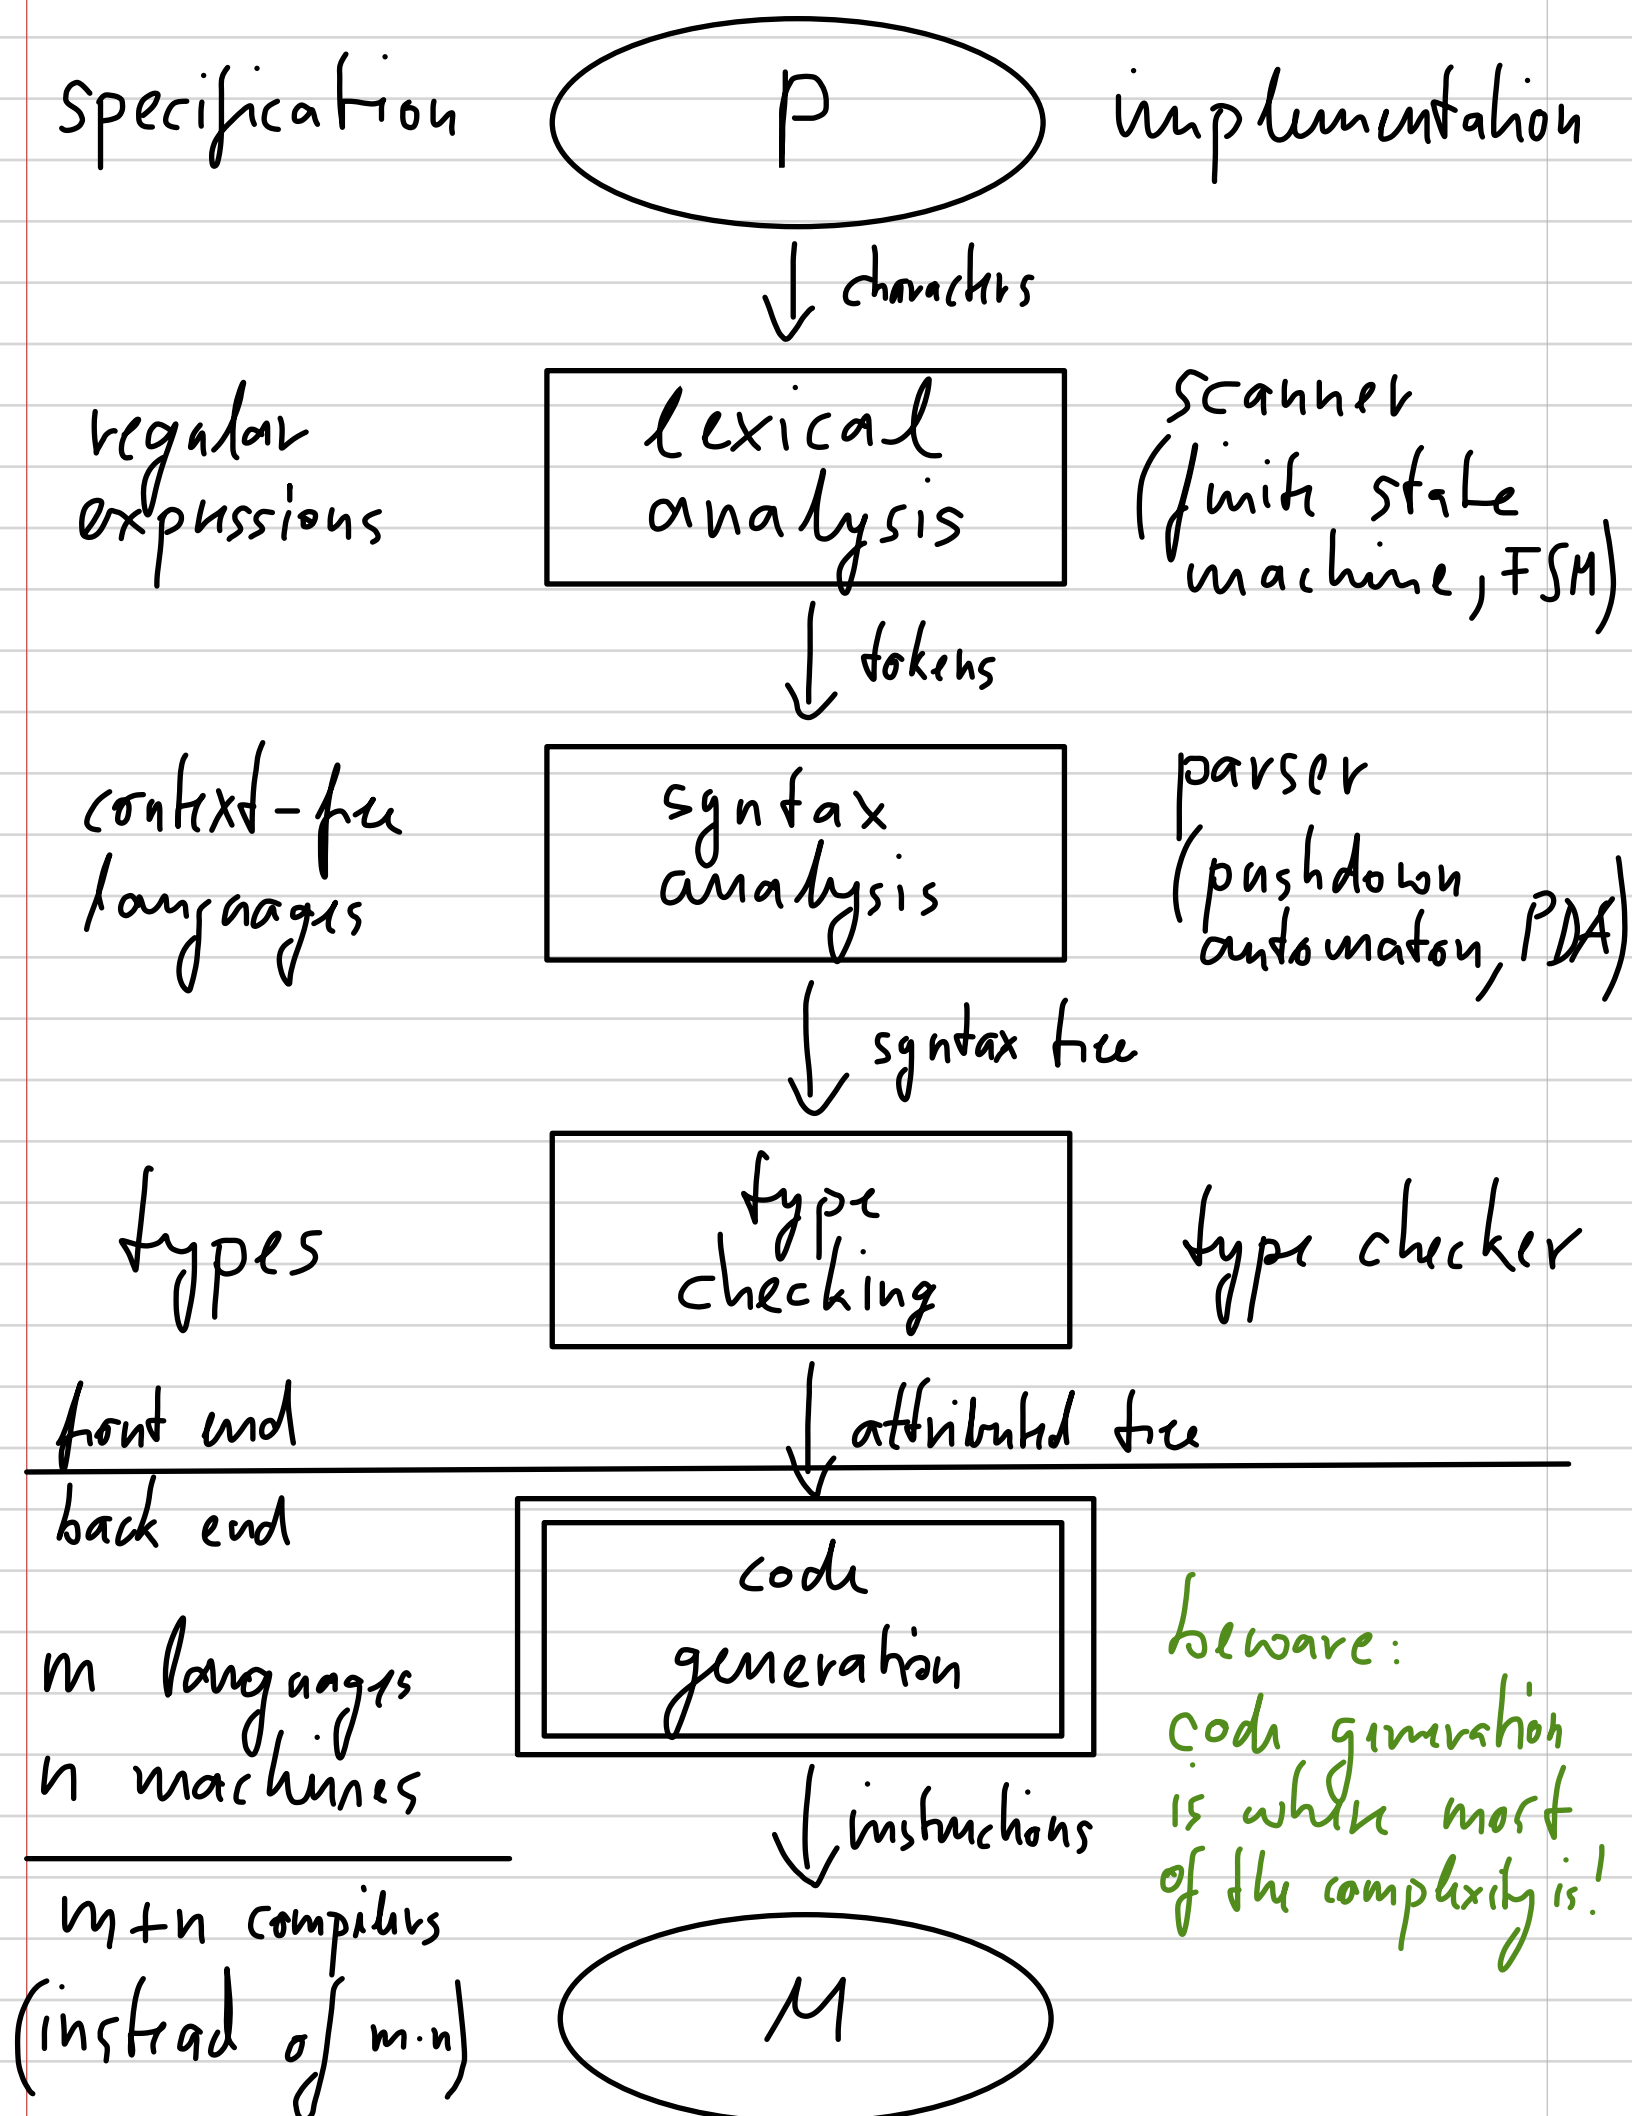 specification
P
implementation
characters
regular
expressions
lexical
analysis
scanner
(finite state
machine, FSM)
tokens
context-free
languages
syntax
analysis
parser
(pushdown
automaton, PDA)
syntax tree
types
type
checking
type checker
front end
attributed tree
back end
code
generation
m languages
n machines
beware:
code generation
is where most
of the complexity is!
instructions
m+n compilers
(instead of m·n)
M